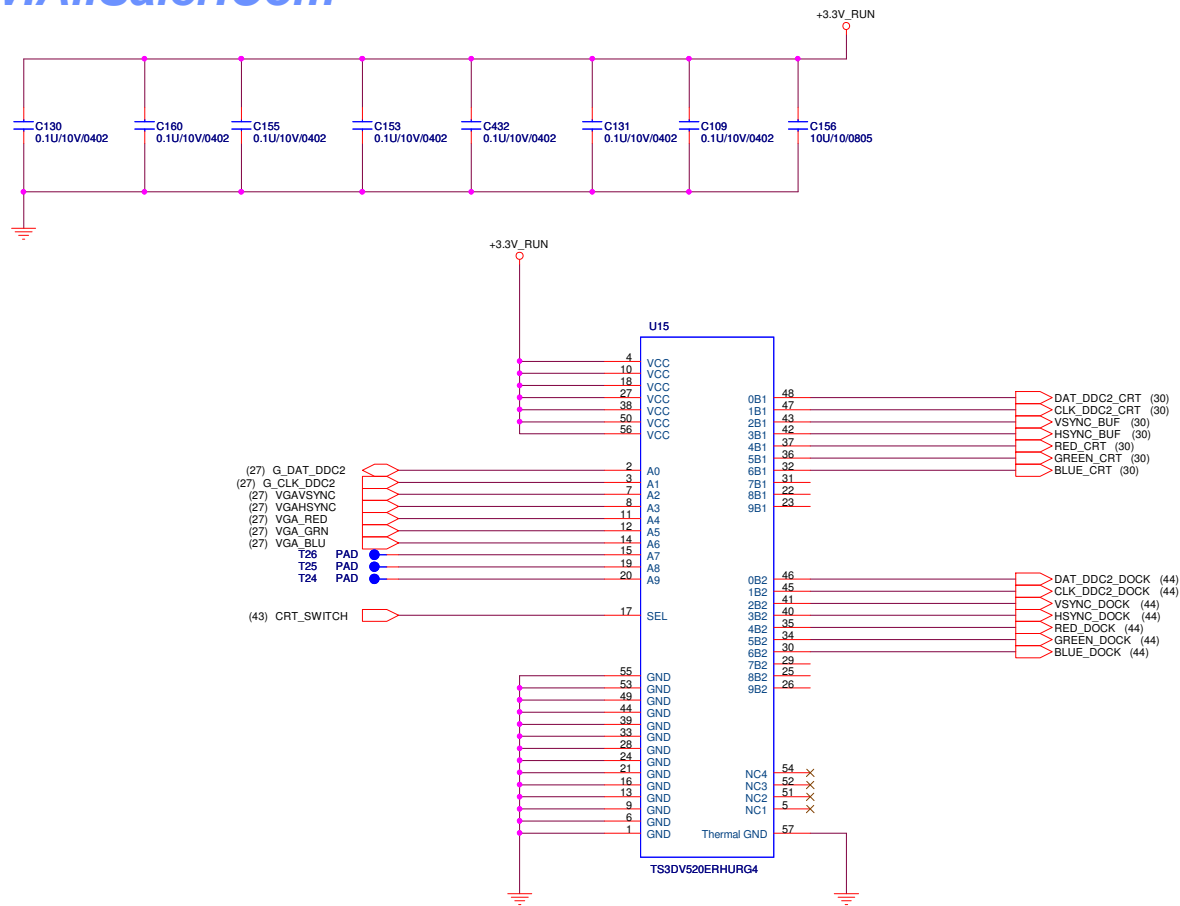 +3.3V_RUN
C130
0.1U/10V/0402
C160
0.1U/10V/0402
C155
0.1U/10V/0402
C153
0.1U/10V/0402
C432
0.1U/10V/0402
C131
0.1U/10V/0402
C109
0.1U/10V/0402
C156
10U/10/0805
+3.3V_RUN
U15
4 VCC
10 VCC
18 VCC
27 VCC
38 VCC
50 VCC
56 VCC
(27) G_DAT_DDC2 2 A0
(27) G_CLK_DDC2 3 A1
(27) VGAVSYNC 7 A2
(27) VGAHSYNC 8 A3
(27) VGA_RED 11 A4
(27) VGA_GRN 12 A5
(27) VGA_BLU 14 A6
T26 PAD 15 A7
T25 PAD 19 A8
T24 PAD 20 A9
(43) CRT_SWITCH 17 SEL
55 GND
53 GND
49 GND
44 GND
39 GND
33 GND
28 GND
24 GND
21 GND
16 GND
13 GND
9 GND
6 GND
1 GND
0B1 48 DAT_DDC2_CRT (30)
1B1 47 CLK_DDC2_CRT (30)
2B1 43 VSYNC_BUF (30)
3B1 42 HSYNC_BUF (30)
4B1 37 RED_CRT (30)
5B1 36 GREEN_CRT (30)
6B1 32 BLUE_CRT (30)
7B1 31
8B1 22
9B1 23
0B2 46 DAT_DDC2_DOCK (44)
1B2 45 CLK_DDC2_DOCK (44)
2B2 41 VSYNC_DOCK (44)
3B2 40 HSYNC_DOCK (44)
4B2 35 RED_DOCK (44)
5B2 34 GREEN_DOCK (44)
6B2 30 BLUE_DOCK (44)
7B2 29
8B2 25
9B2 26
NC4 54
NC3 52
NC2 51
NC1 5
Thermal GND 57
TS3DV520ERHURG4